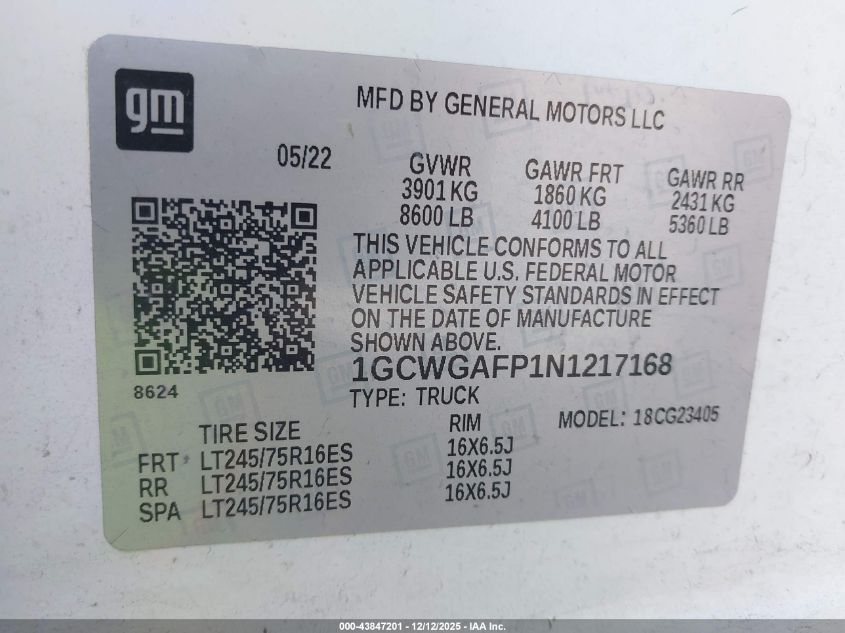 gm
MFD BY GENERAL MOTORS LLC
05/22
GVWR GAWR FRT GAWR RR
3901 KG 1860 KG 2431 KG
8600 LB 4100 LB 5360 LB
THIS VEHICLE CONFORMS TO ALL
APPLICABLE U.S. FEDERAL MOTOR
VEHICLE SAFETY STANDARDS IN EFFECT
ON THE DATE OF MANUFACTURE
SHOWN ABOVE.
1GCWGAFP1N1217168
8624
TYPE: TRUCK
TIRE SIZE RIM MODEL: 18CG23405
FRT LT245/75R16ES 16X6.5J
RR LT245/75R16ES 16X6.5J
SPA LT245/75R16ES 16X6.5J
000-43847201 - 12/12/2025 - IAA Inc.